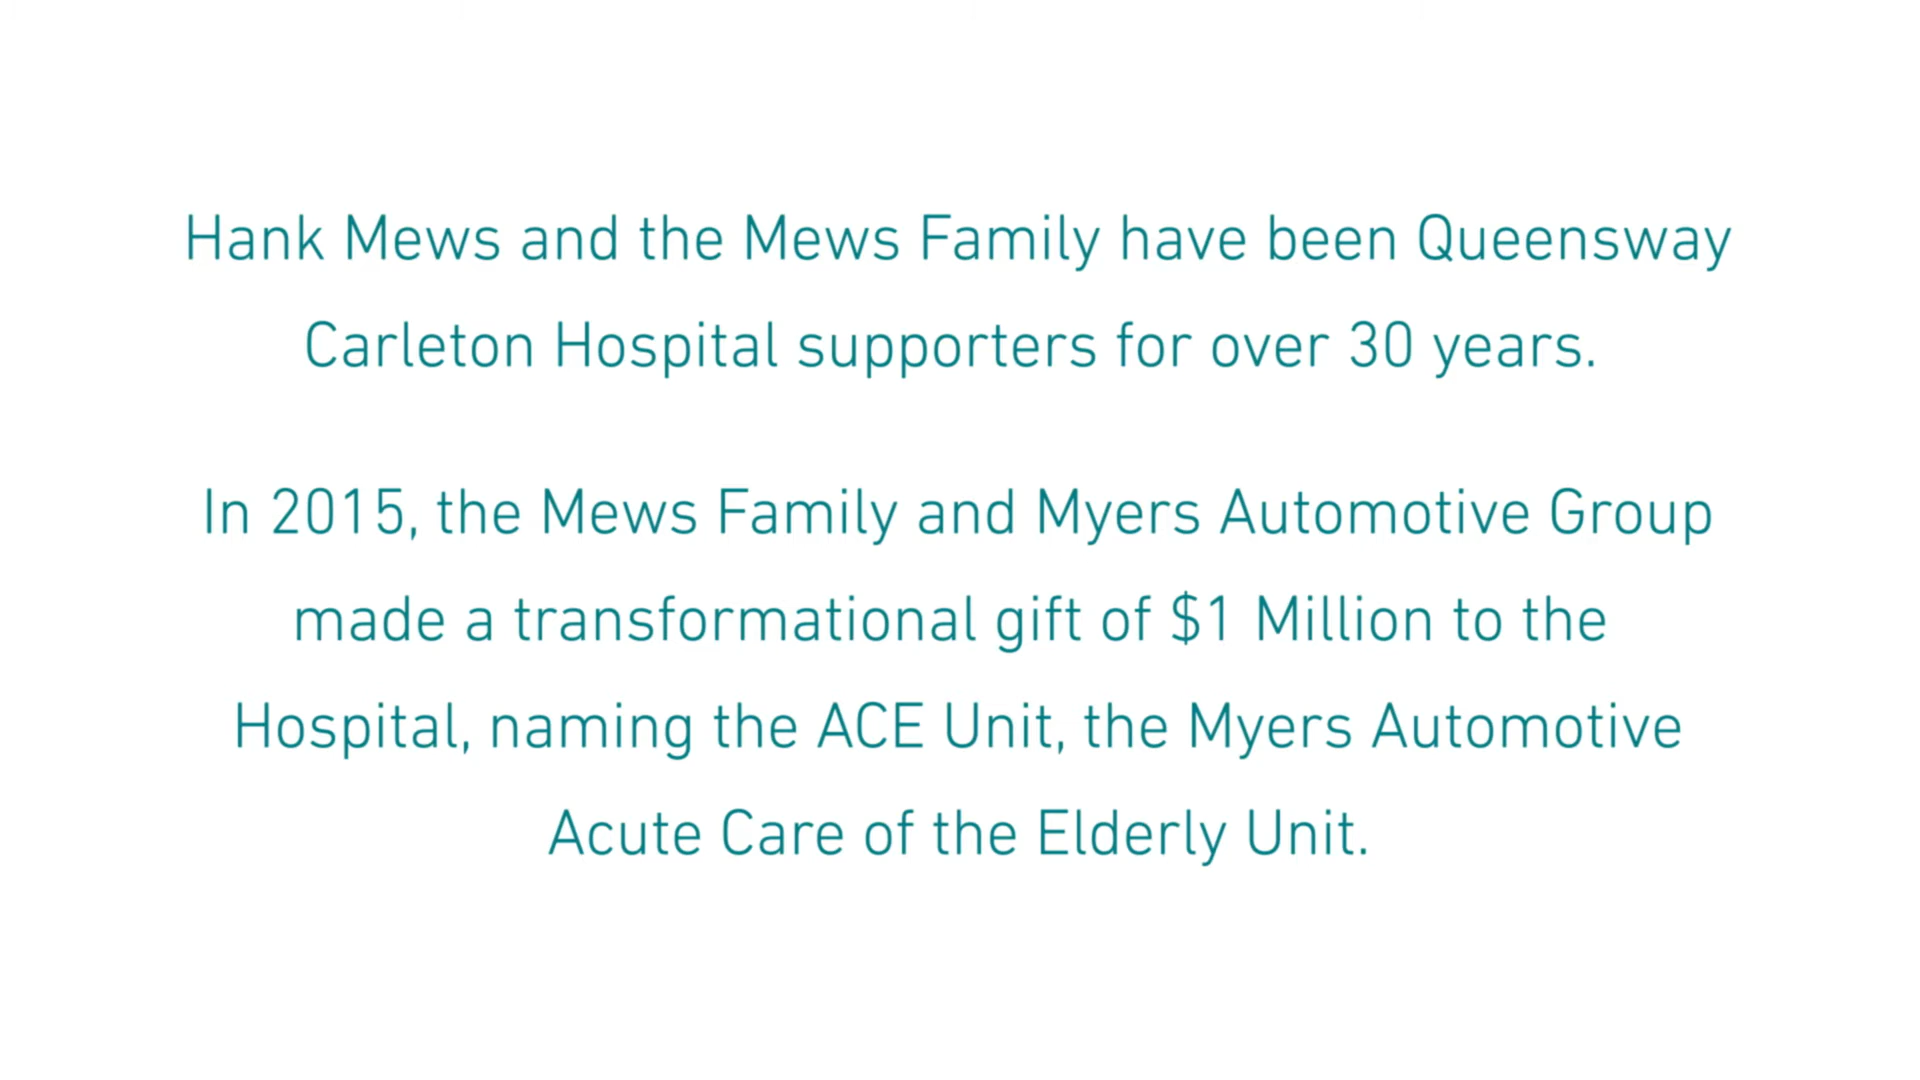 Hank Mews and the Mews Family have been Queensway
Carleton Hospital supporters for over 30 years.
In 2015, the Mews Family and Myers Automotive Group
made a transformational gift of $1 Million to the
Hospital, naming the ACE Unit, the Myers Automotive
Acute Care of the Elderly Unit.